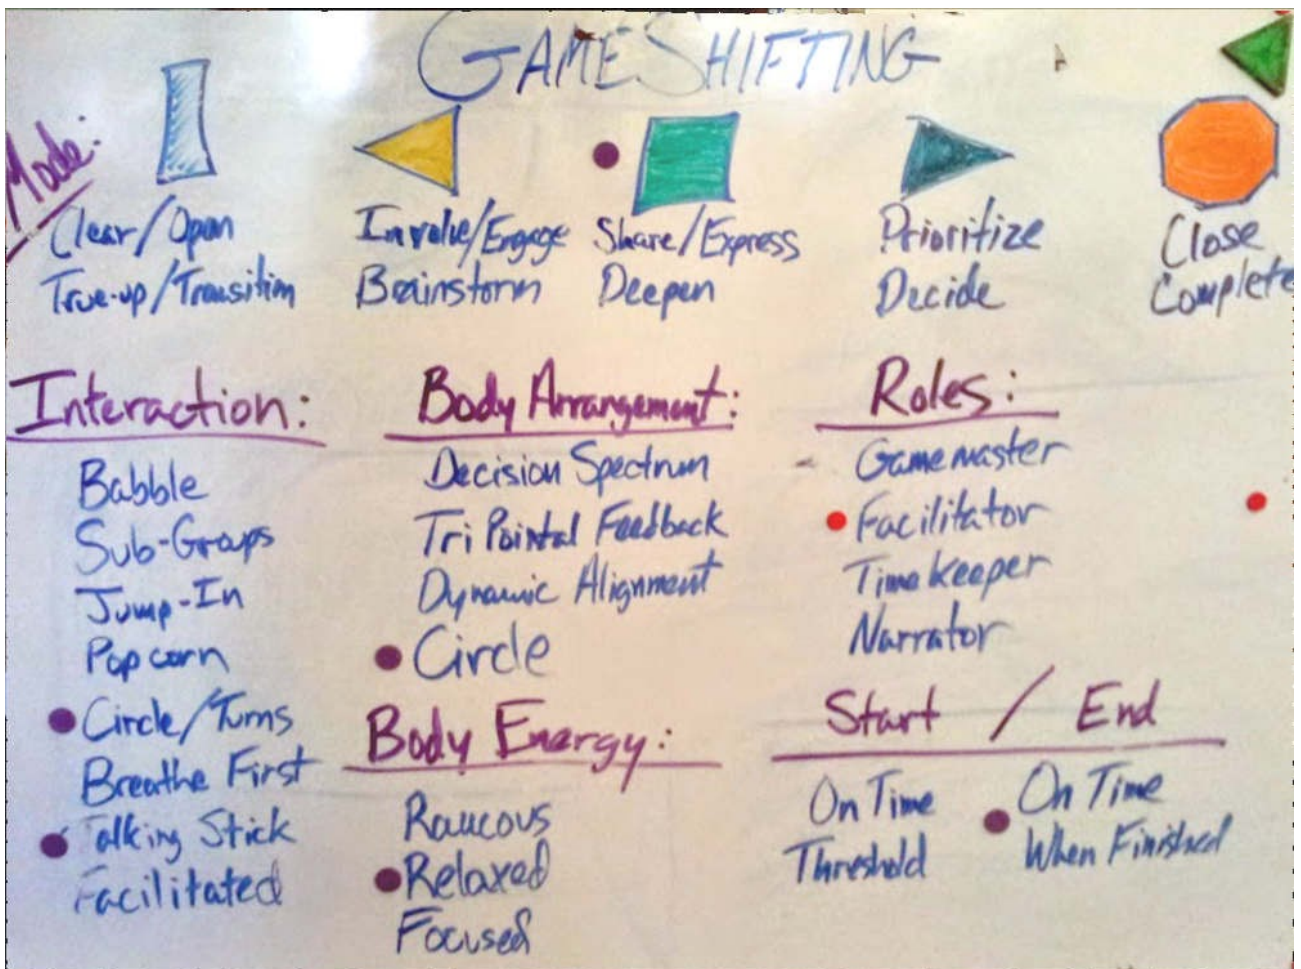 GAMESHIFTING
Mode:
Clear/Open
True-up/Transition
Involve/Engage
Brainstorm
Share/Express
Deepen
Prioritize
Decide
Close
Complete
Interaction:
Babble
Sub-Groups
Jump-In
Popcorn
Circle/Turns
Breathe First
Talking Stick
Facilitated
Body Arrangement:
Decision Spectrum
Tri Pointal Feedback
Dynamic Alignment
Circle
Body Energy:
Raucous
Relaxed
Focused
Roles:
Gamemaster
Facilitator
Timekeeper
Narrator
Start / End
On Time
Threshold
On Time
When Finished